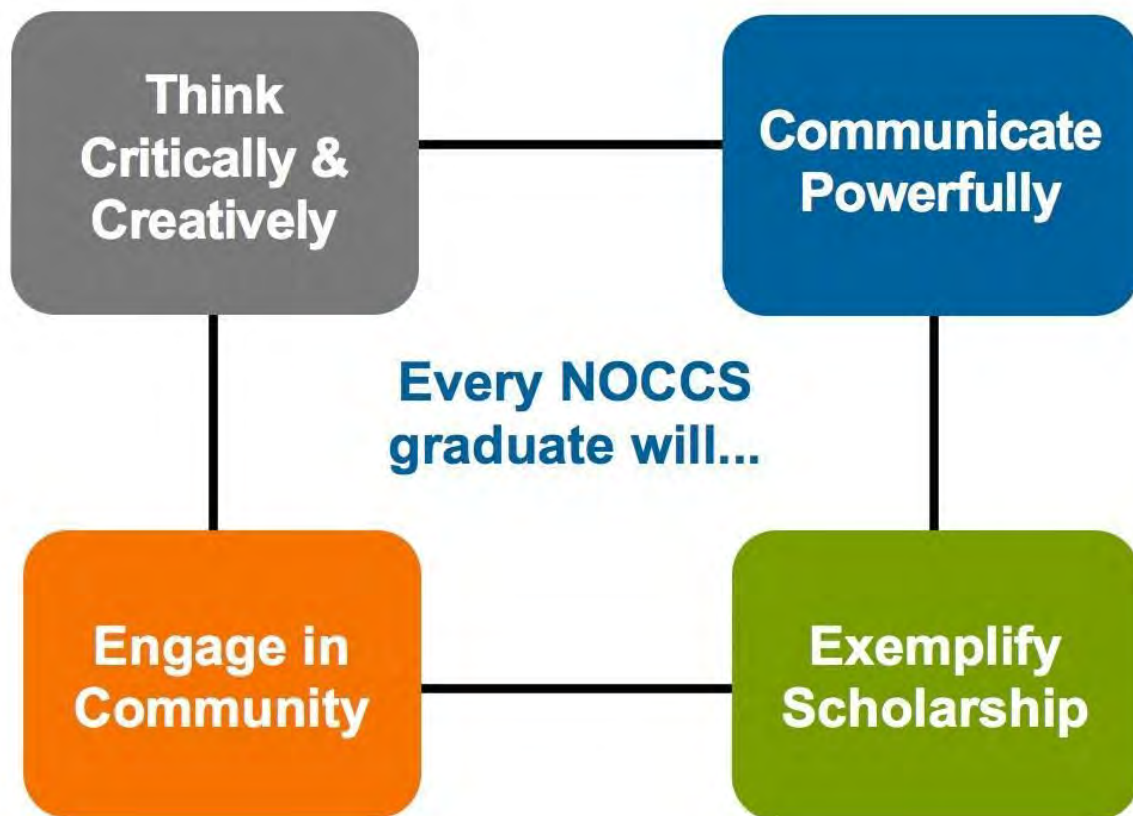 Think
Critically &
Creatively
Communicate
Powerfully
Every NOCCS
graduate will...
Engage in
Community
Exemplify
Scholarship